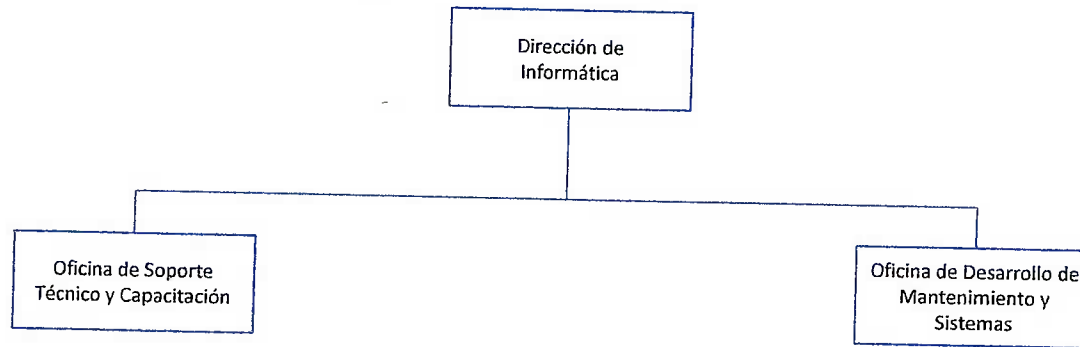 Dirección de
Informática
Oficina de Soporte
Técnico y Capacitación
Oficina de Desarrollo de
Mantenimiento y
Sistemas